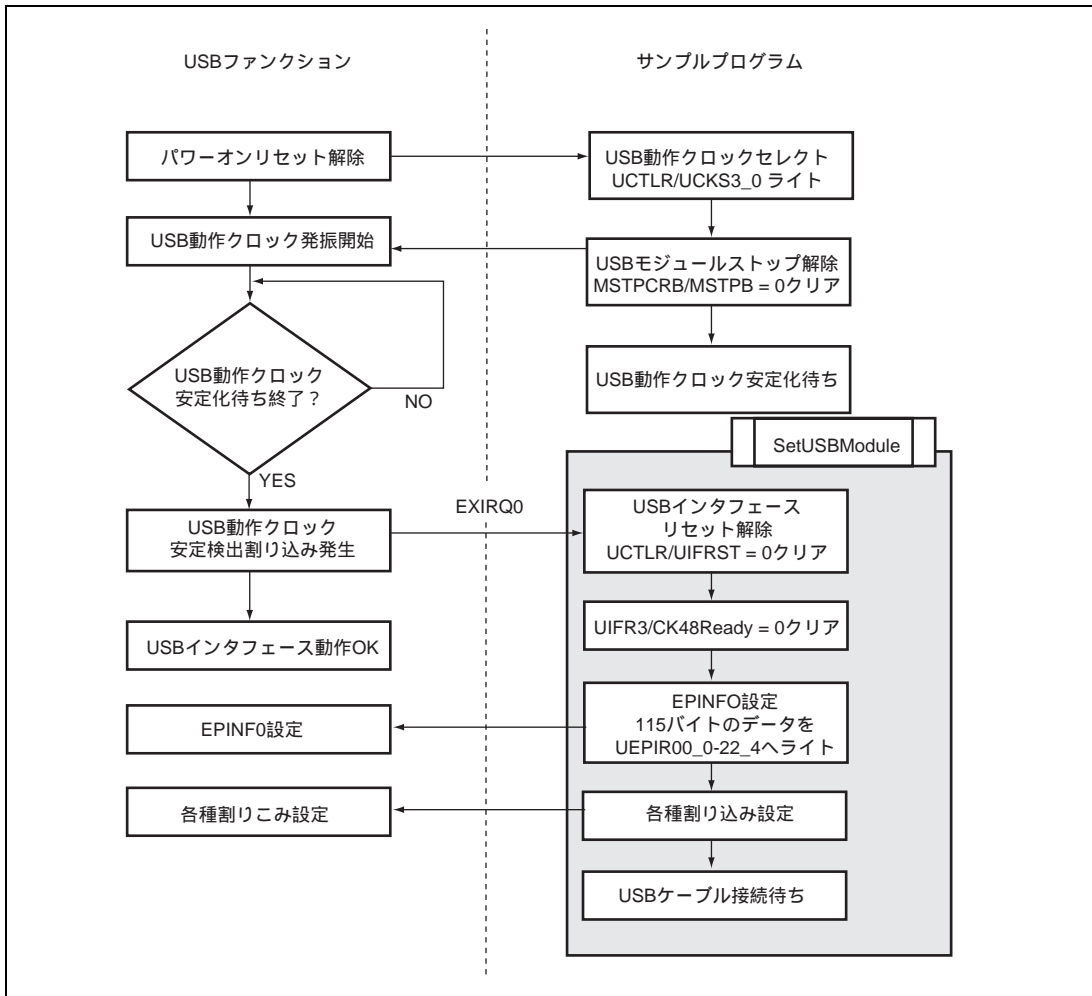 USBファンクション
サンプルプログラム
パワーオンリセット解除
USB動作クロックセレクト
UCTLR/UCKS3_0 ライト
USB動作クロック発振開始
USBモジュールストップ解除
MSTPCRB/MSTPB = 0クリア
USB動作クロック
安定化待ち終了？
NO
YES
USB動作クロック安定化待ち
SetUSBModule
USB動作クロック
安定検出割り込み発生
EXIRQ0
USBインタフェース
リセット解除
UCTLR/UIFRST = 0クリア
USBインタフェース動作OK
UIFR3/CK48Ready = 0クリア
EPINF0設定
EPINFO設定
115バイトのデータを
UEPIR00_0-22_4へライト
各種割りこみ設定
各種割り込み設定
USBケーブル接続待ち